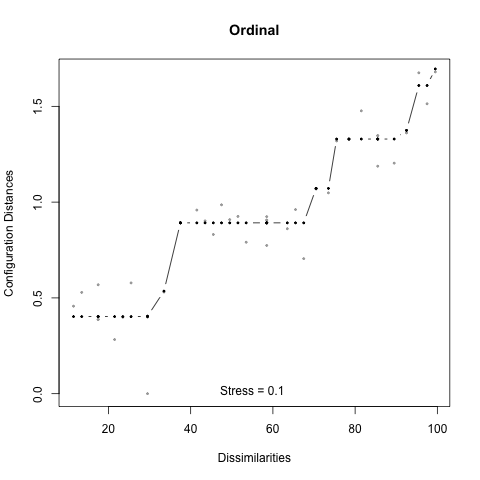 Ordinal
Configuration Distances
1.5
1.0
0.5
0.0
Stress = 0.1
20 40 60 80 100
Dissimilarities